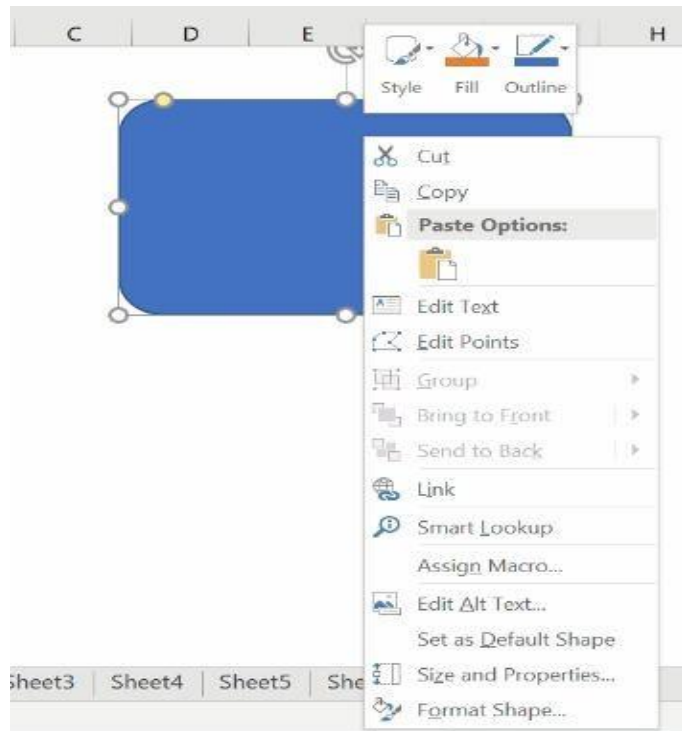 C D E H
Style Fill Outline
Cut
Copy
Paste Options:
Edit Text
Edit Points
Group
Bring to Front
Send to Back
Link
Smart Lookup
Assign Macro...
Edit Alt Text...
Set as Default Shape
Size and Properties...
Format Shape...
Sheet3 Sheet4 Sheet5 She